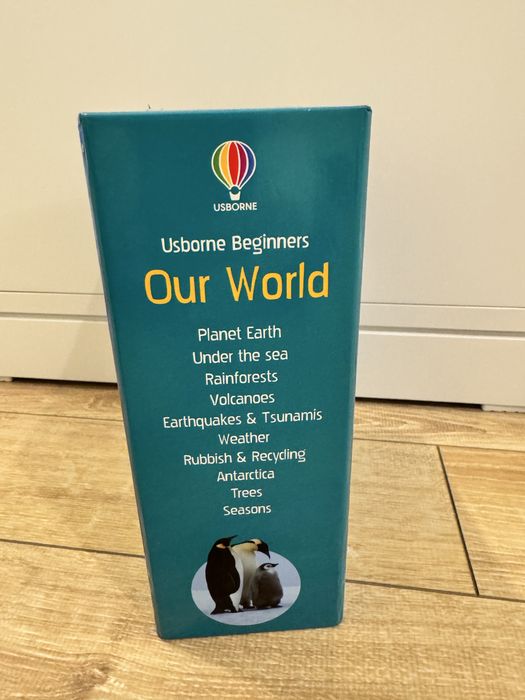 USBORNE
Usborne Beginners
Our World
Planet Earth
Under the sea
Rainforests
Volcanoes
Earthquakes & Tsunamis
Weather
Rubbish & Recycling
Antarctica
Trees
Seasons